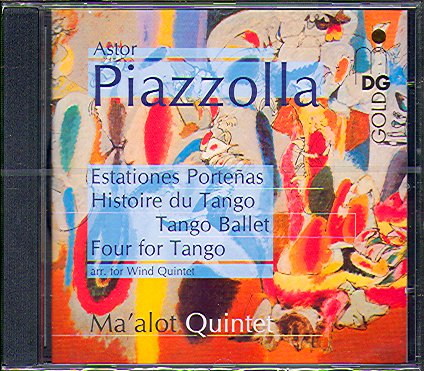 Astor
Piazzolla
Estationes Porteñas
Histoire du Tango
Tango Ballet
Four for Tango
arr. for Wind Quintet
Ma'alot Quintet
DG
GOLD